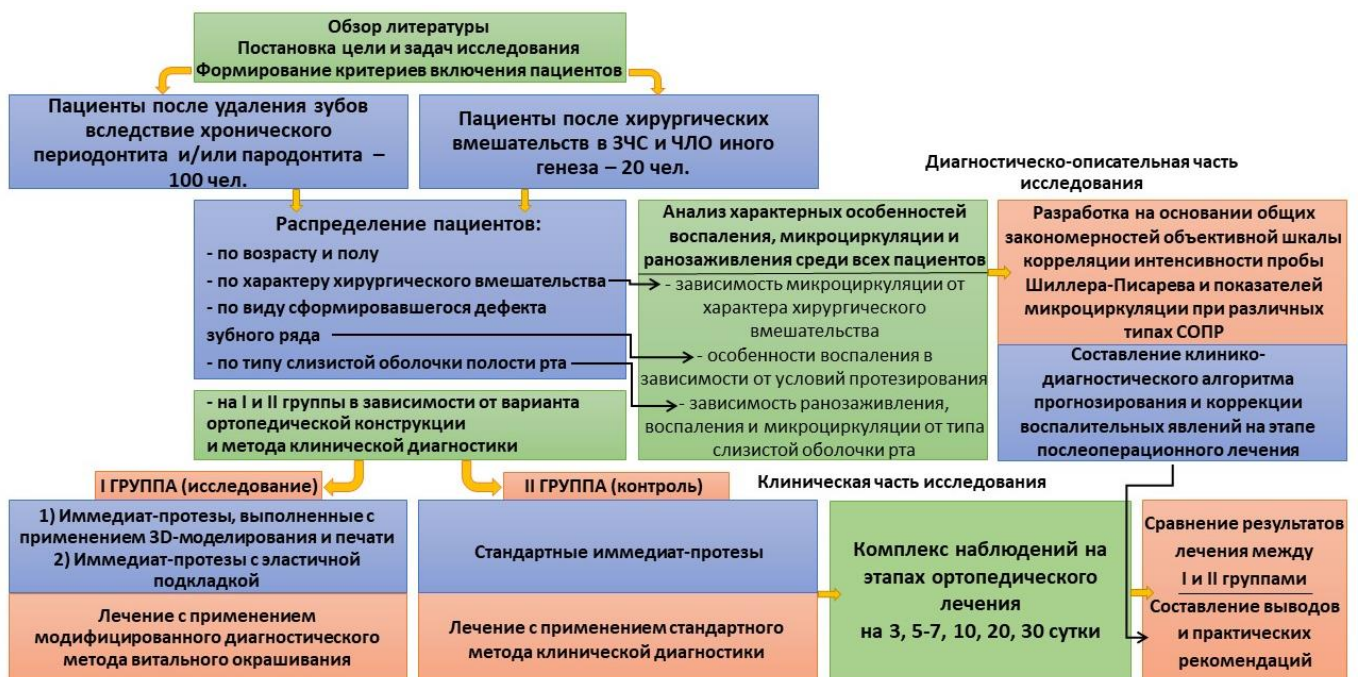 Обзор литературы
Постановка цели и задач исследования
Формирование критериев включения пациентов
Пациенты после удаления зубов
вследствие хронического
периодонтита и/или пародонтита –
100 чел.
Пациенты после хирургических
вмешательств в ЗЧС и ЧЛО иного
генеза – 20 чел.
Диагностическо-описательная часть
исследования
Распределение пациентов:
- по возрасту и полу
- по характеру хирургического вмешательства
- по виду сформировавшегося дефекта
зубного ряда
- по типу слизистой оболочки полости рта
Анализ характерных особенностей
воспаления, микроциркуляции и
ранозаживления среди всех пациентов
- зависимость микроциркуляции от
характера хирургического
вмешательства
- особенности воспаления в
зависимости от условий протезирования
- зависимость ранозаживления,
воспаления и микроциркуляции от типа
слизистой оболочки рта
Разработка на основании общих
закономерностей объективной шкалы
корреляции интенсивности пробы
Шиллера-Писарева и показателей
микроциркуляции при различных
типах СОПР
Составление клинико-
диагностического алгоритма
прогнозирования и коррекции
воспалительных явлений на этапе
послеоперационного лечения
- на I и II группы в зависимости от варианта
ортопедической конструкции
и метода клинической диагностики
I ГРУППА (исследование)
II ГРУППА (контроль)
Клиническая часть исследования
1) Иммедиат-протезы, выполненные с
применением 3D-моделирования и печати
2) Иммедиат-протезы с эластичной
подкладкой
Лечение с применением
модифицированного диагностического
метода витального окрашивания
Стандартные иммедиат-протезы
Лечение с применением стандартного
метода клинической диагностики
Комплекс наблюдений на
этапах ортопедического
лечения
на 3, 5-7, 10, 20, 30 сутки
Сравнение результатов
лечения между
I и II группами
Составление выводов
и практических
рекомендаций